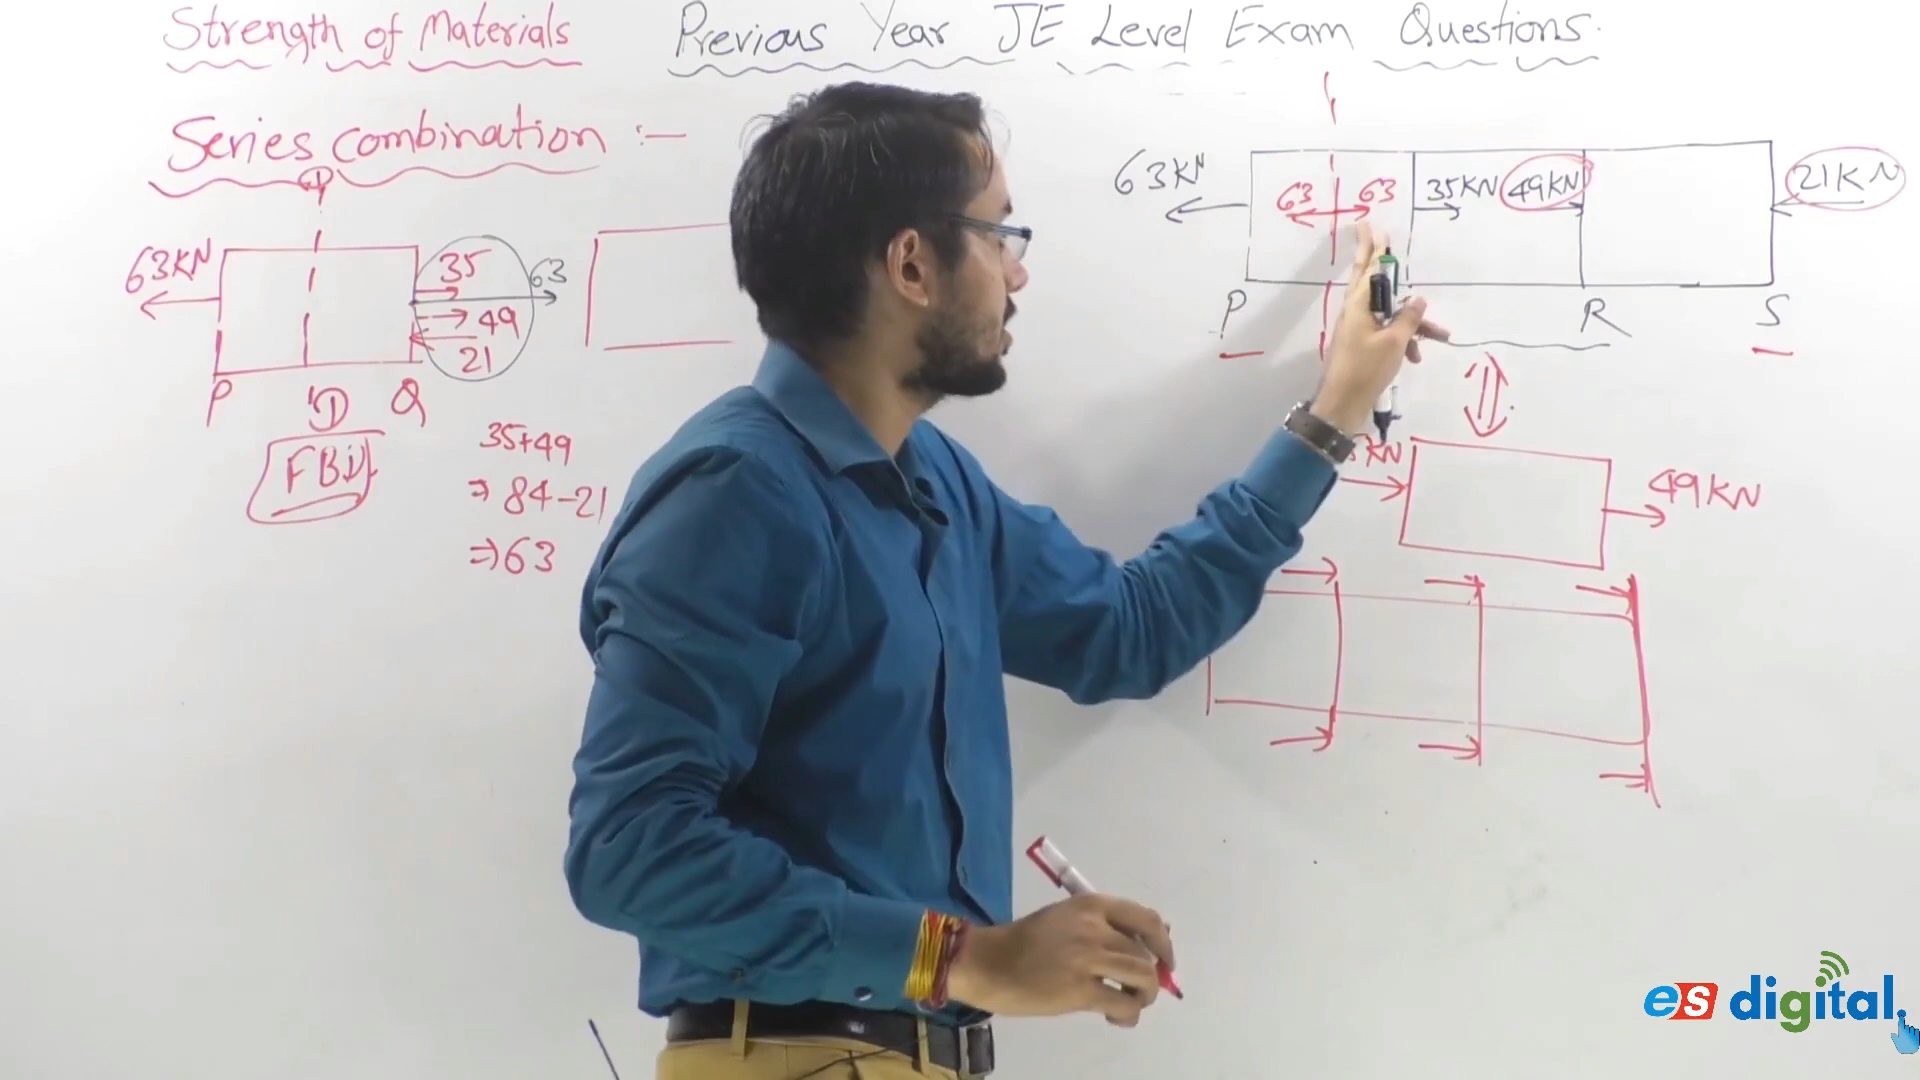 Strength of Materials
Previous Year JE Level Exam Questions.
Series combination :-
63KN
35
49
21
63
P
Q
FBD
35+49
⇒ 84-21
⇒ 63
63KN
63
63
35KN
49KN
21KN
P
R
S
KN
49KN
es digital.